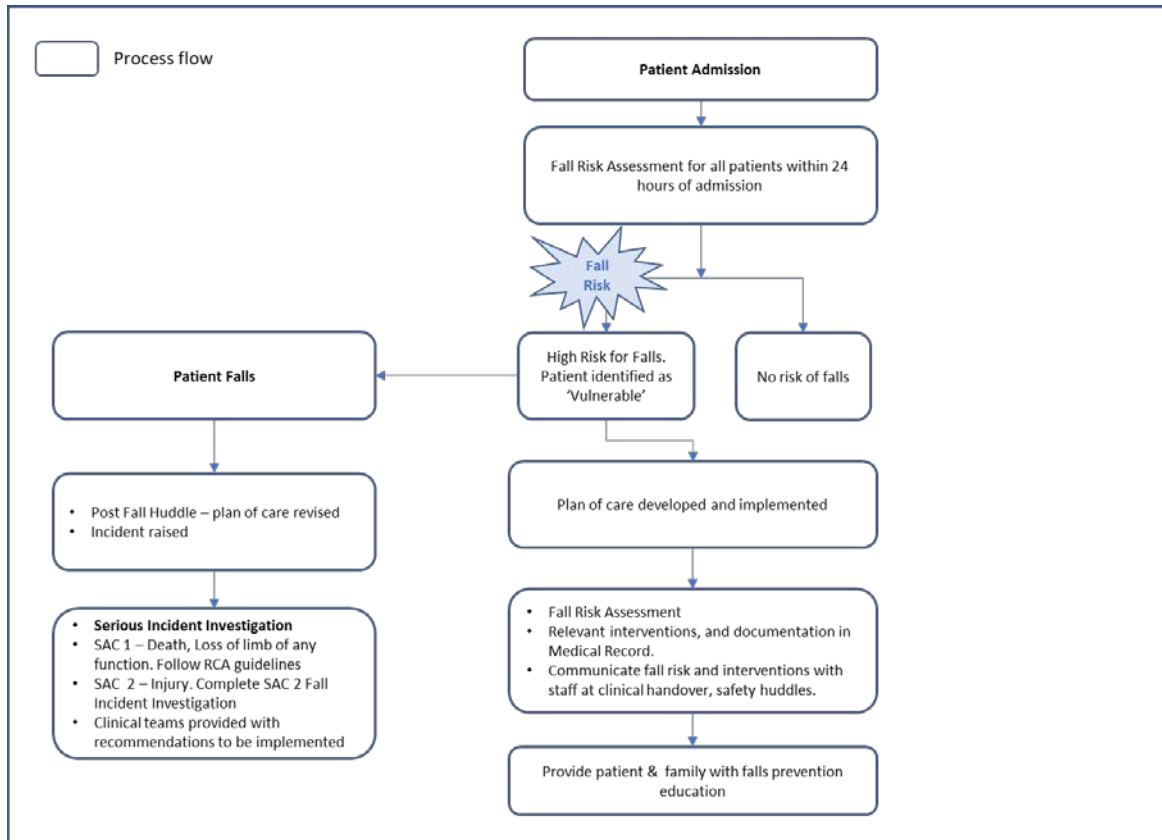 Process flow
Patient Admission
Fall Risk Assessment for all patients within 24
hours of admission
Fall
Risk
High Risk for Falls.
Patient identified as
‘Vulnerable’
No risk of falls
Patient Falls
• Post Fall Huddle – plan of care revised
• Incident raised
• Serious Incident Investigation
• SAC 1 – Death, Loss of limb of any
function. Follow RCA guidelines
• SAC 2 – Injury. Complete SAC 2 Fall
Incident Investigation
• Clinical teams provided with
recommendations to be implemented
Plan of care developed and implemented
• Fall Risk Assessment
• Relevant interventions, and documentation in
Medical Record.
• Communicate fall risk and interventions with
staff at clinical handover, safety huddles.
Provide patient & family with falls prevention
education